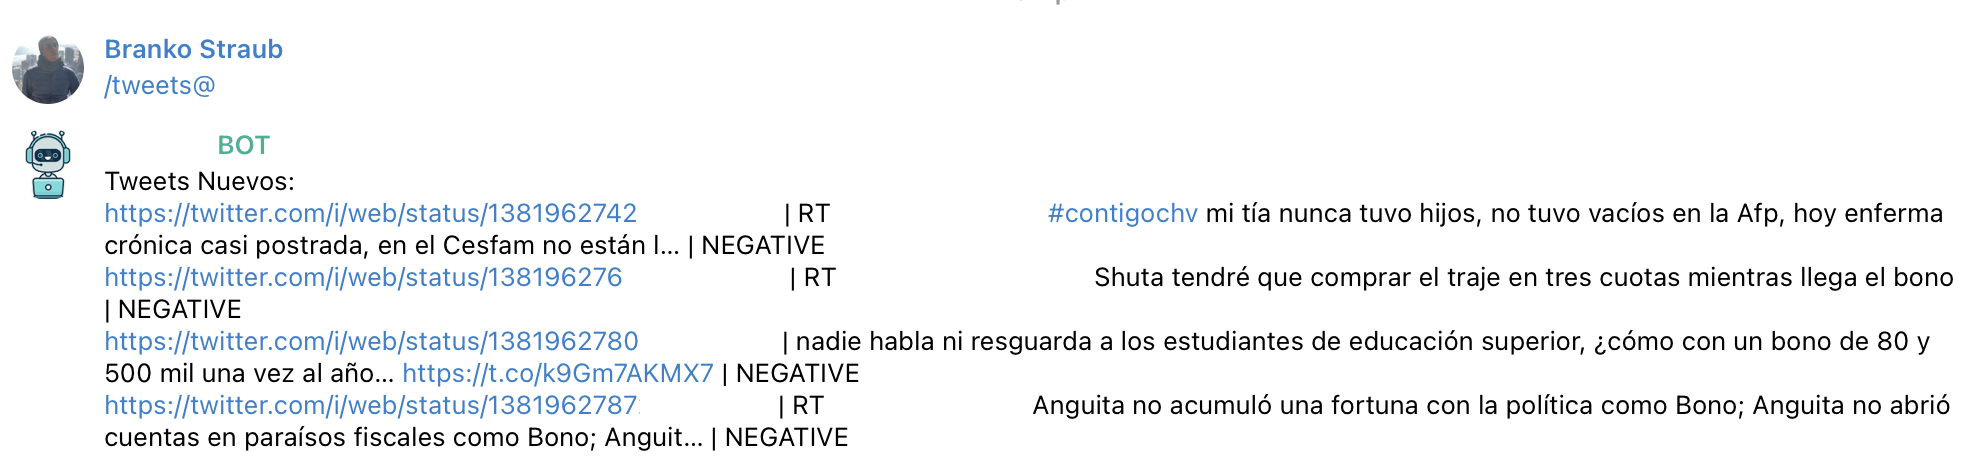 Branko Straub
/tweets@
BOT
Tweets Nuevos:
https://twitter.com/i/web/status/1381962742 | RT #contigochv mi tía nunca tuvo hijos, no tuvo vacíos en la Afp, hoy enferma
crónica casi postrada, en el Cesfam no están l... | NEGATIVE
https://twitter.com/i/web/status/138196276 | RT Shuta tendré que comprar el traje en tres cuotas mientras llega el bono
| NEGATIVE
https://twitter.com/i/web/status/1381962780 | nadie habla ni resguarda a los estudiantes de educación superior, ¿cómo con un bono de 80 y
500 mil una vez al año... https://t.co/k9Gm7AKMX7 | NEGATIVE
https://twitter.com/i/web/status/1381962787 | RT Anguita no acumuló una fortuna con la política como Bono; Anguita no abrió
cuentas en paraísos fiscales como Bono; Anguit... | NEGATIVE